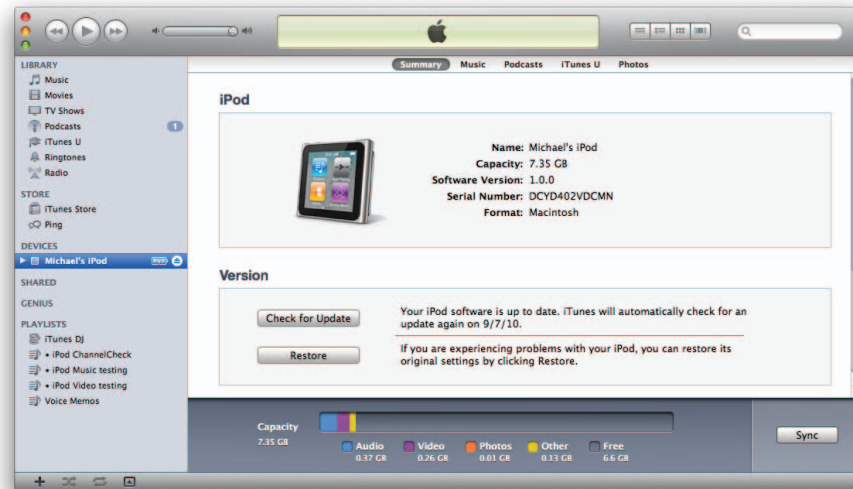 LIBRARY
Music
Movies
TV Shows
Podcasts 1
iTunes U
Ringtones
Radio
STORE
iTunes Store
Ping
DEVICES
Michael's iPod
SHARED
GENIUS
PLAYLISTS
iTunes DJ
• iPod ChannelCheck
• iPod Music testing
• iPod Video testing
Voice Memos
Summary Music Podcasts iTunes U Photos
iPod
Name: Michael's iPod
Capacity: 7.35 GB
Software Version: 1.0.0
Serial Number: DCYD402VDCMN
Format: Macintosh
Version
Check for Update
Your iPod software is up to date. iTunes will automatically check for an
update again on 9/7/10.
Restore
If you are experiencing problems with your iPod, you can restore its
original settings by clicking Restore.
Capacity
7.35 GB
Audio Video Photos Other Free
0.37 GB 0.26 GB 0.01 GB 0.13 GB 6.6 GB
Sync